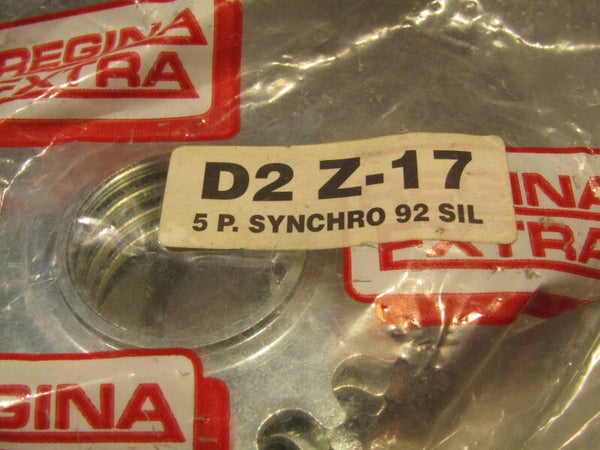 REGINA
EXTRA
D2 Z-17
5 P. SYNCHRO 92 SIL
GINA
EXTRA
GINA